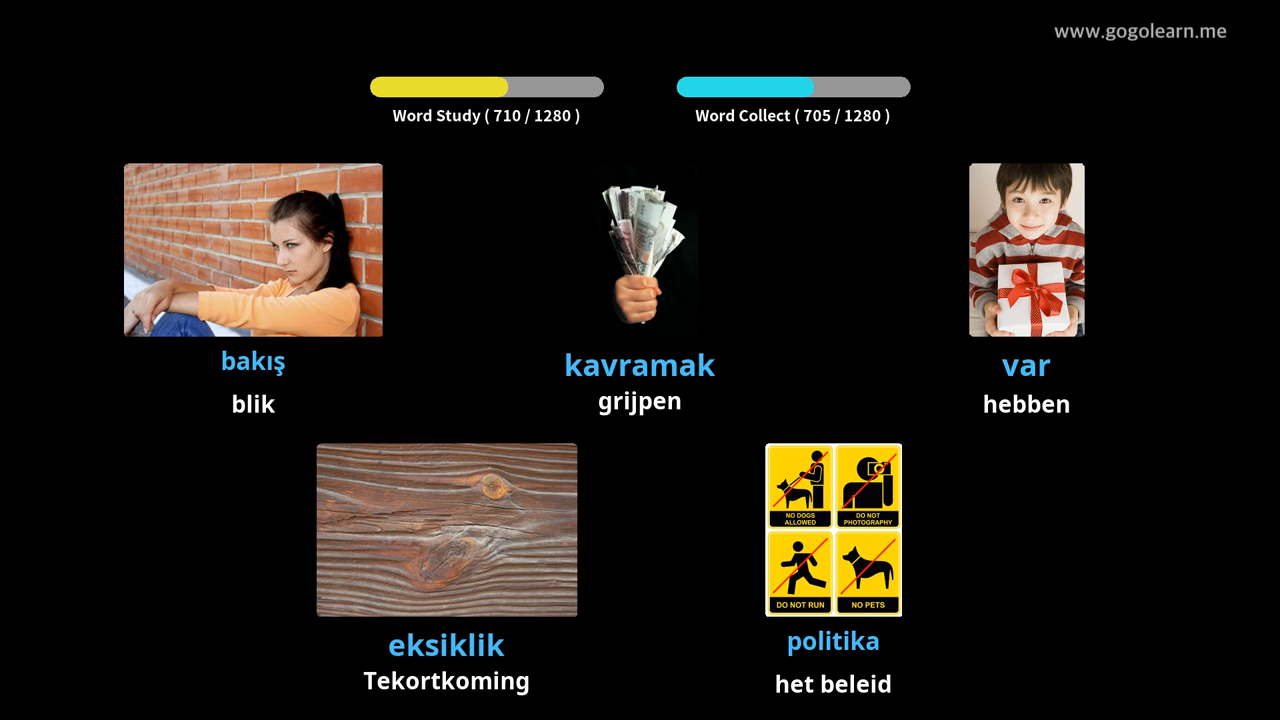 www.gogolearn.me
Word Study ( 710 / 1280 )
Word Collect ( 705 / 1280 )
bakış
kavramak
var
blik
grijpen
hebben
NO DOGS
ALLOWED
DO NOT
PHOTOGRAPHY
DO NOT RUN
NO PETS
eksiklik
politika
Tekortkoming
het beleid